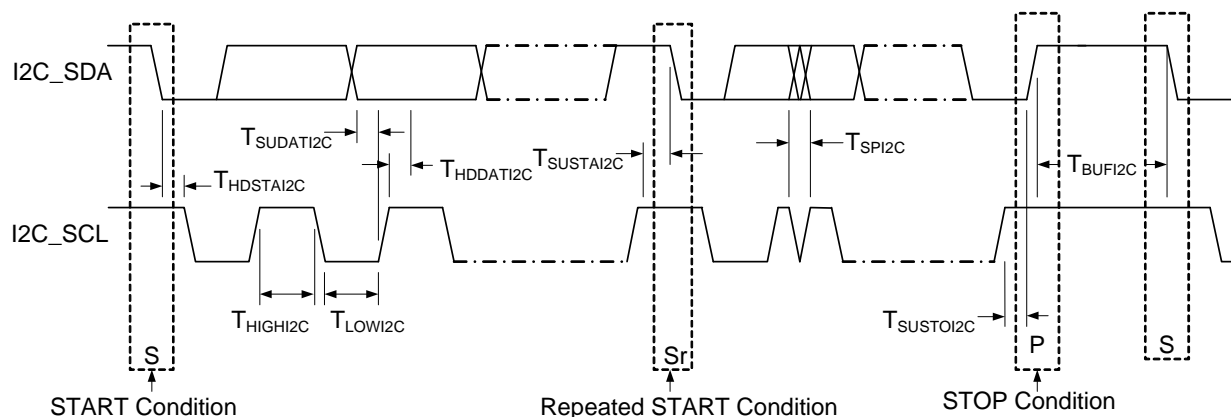 I2C_SDA
TSUDATI2C
THDSTAI2C
THDDATI2C
TSUSTAI2C
TSPI2C
TBUFI2C
I2C_SCL
THIGHI2C
TLOWI2C
TSUSTOI2C
S
Sr
P
S
START Condition
Repeated START Condition
STOP Condition